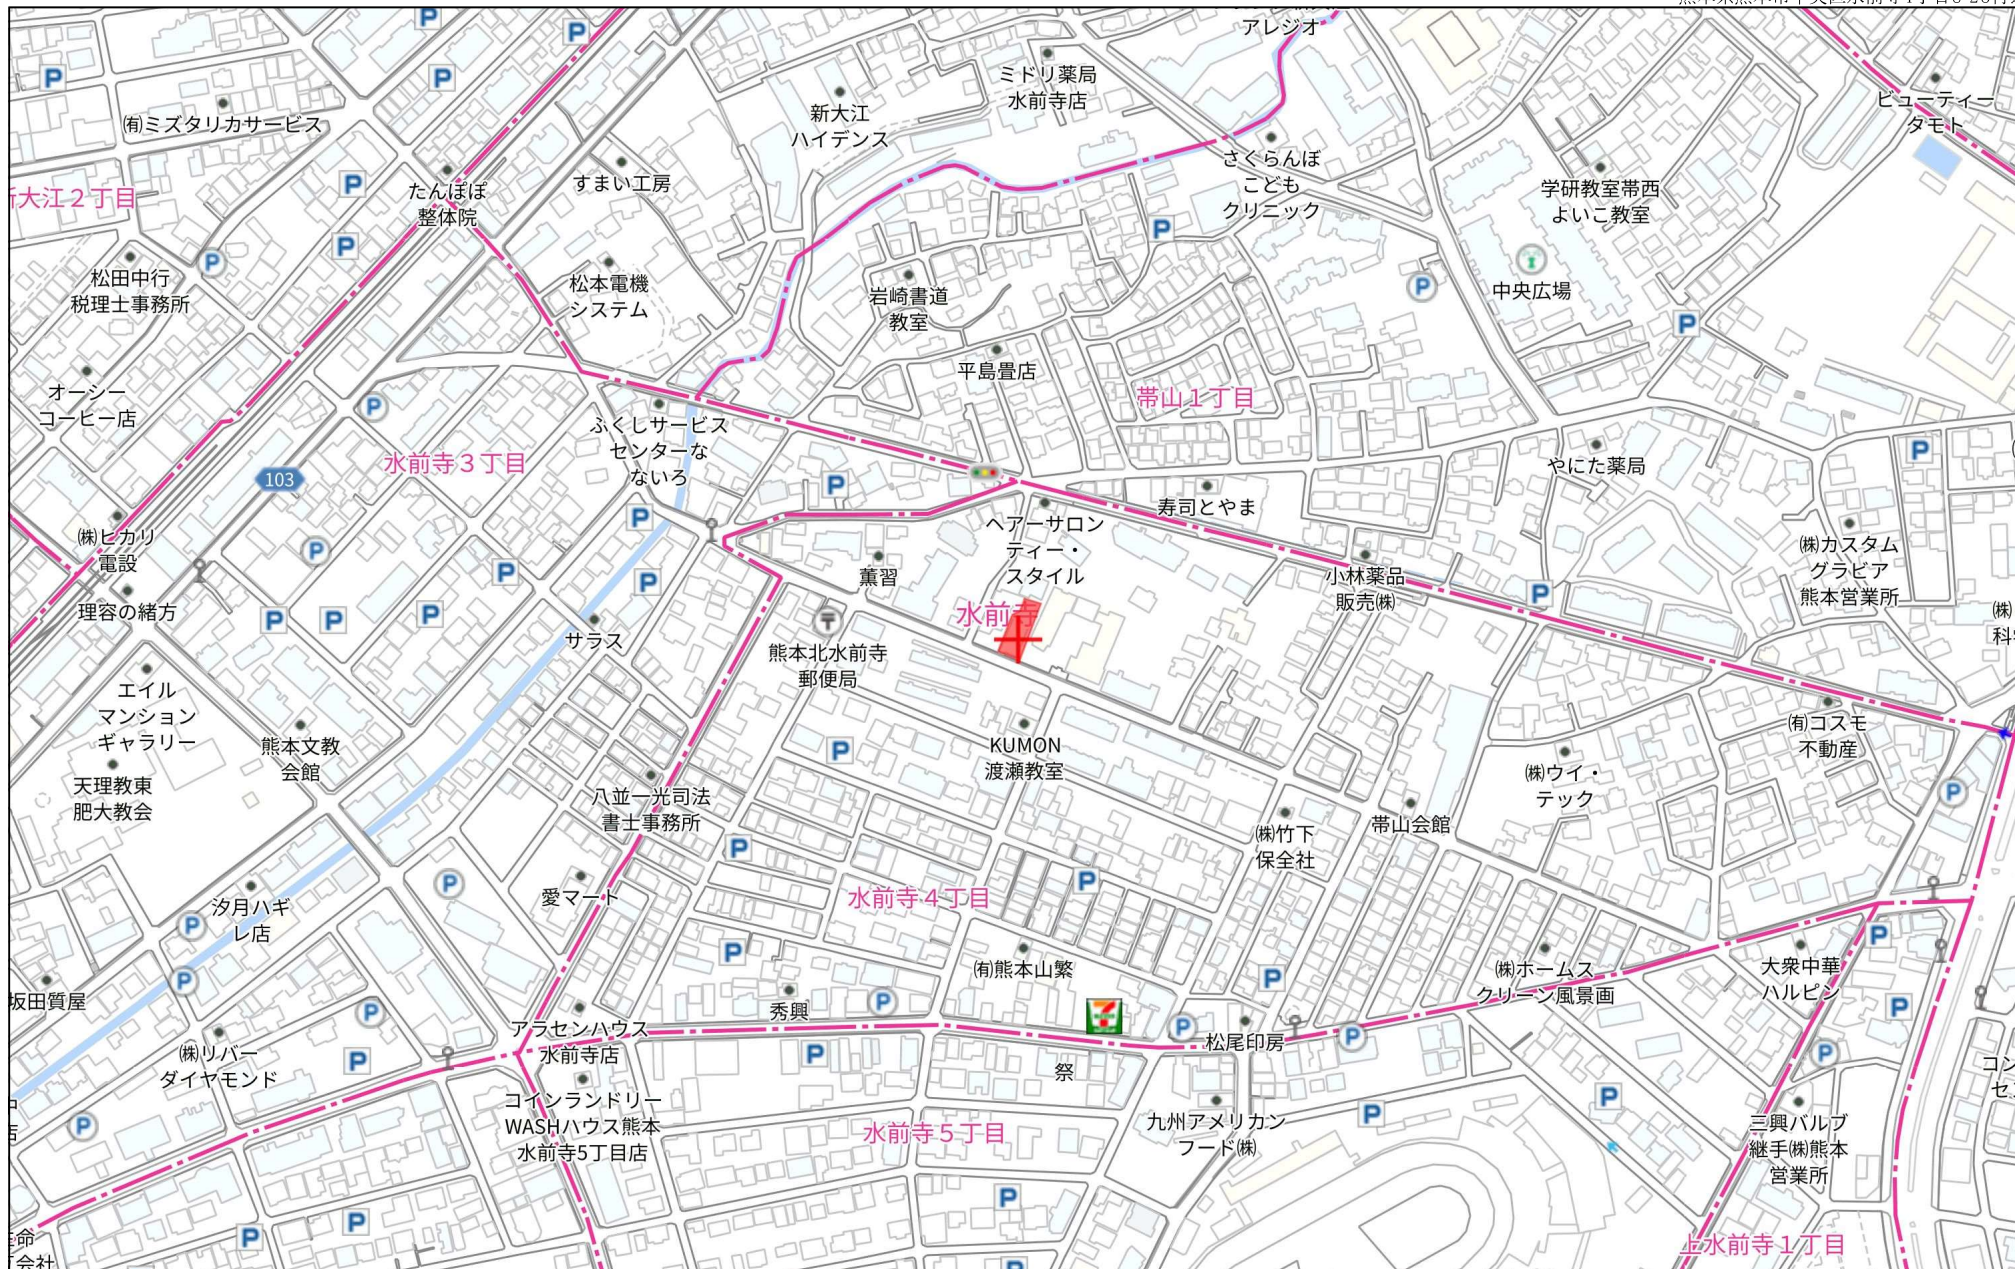 アレジオ
ミドリ薬局
水前寺店
ビューティー
タモト
新大江
ハイデンス
㈲ミズタリカサービス
さくらんぼ
こども
クリニック
すまい工房
たんぽぽ
整体院
学研教室帯西
よいこ教室
大江２丁目
松田中行
税理士事務所
松本電機
システム
岩崎書道
教室
中央広場
平島畳店
オーシー
コーヒー店
帯山１丁目
ふくしサービス
センターな
ないろ
水前寺３丁目
103
やにた薬局
寿司とやま
ヘアーサロン
ティー・
スタイル
㈱ヒカリ
電設
㈱カスタム
グラビア
熊本営業所
薫習
小林薬品
販売㈱
理容の緒方
水前寺
㈱
サラス
熊本北水前寺
郵便局
エイル
マンション
ギャラリー
㈲コスモ
不動産
熊本文教
会館
KUMON
渡瀬教室
天理教東
肥大教会
㈱ウイ・
テック
八並一光司法
書士事務所
帯山会館
㈱竹下
保全社
愛マート
水前寺４丁目
汐月ハギ
レ店
㈲熊本山繁
㈱ホームス
クリーン風景画
大衆中華
ハルピン
坂田質屋
秀興
アラセンハウス
水前寺店
松尾印房
㈱リバー
ダイヤモンド
祭
コインランドリー
WASHハウス熊本
水前寺5丁目店
九州アメリカン
フード㈱
水前寺５丁目
三興バルブ
継手㈱熊本
営業所
上水前寺１丁目
命
会社